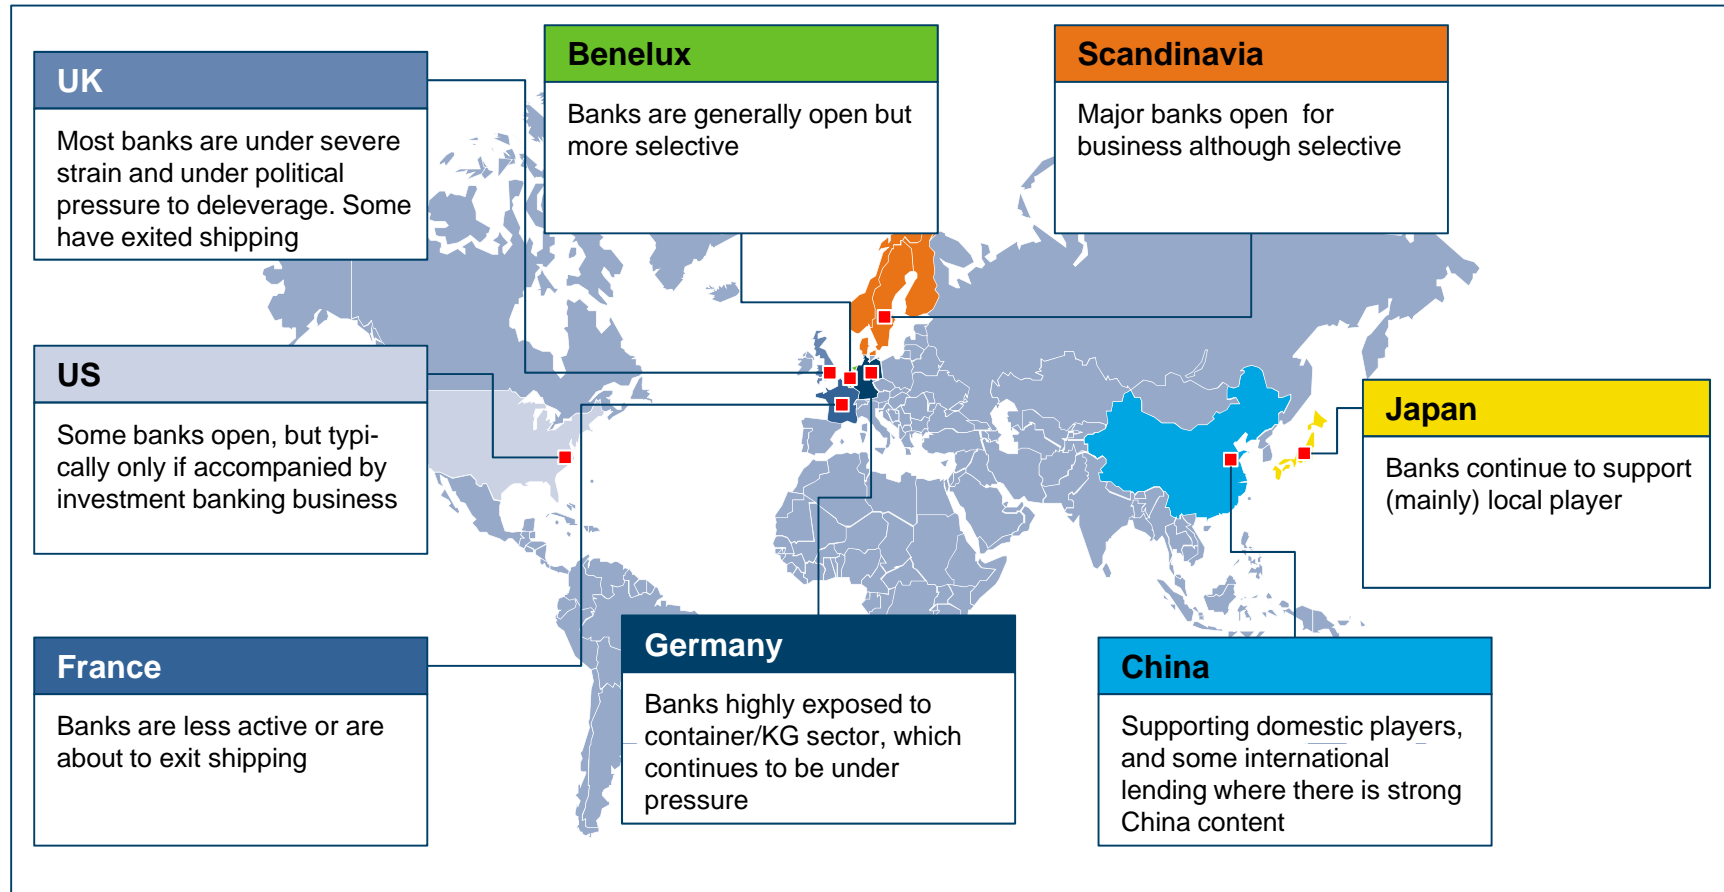 UK
Most banks are under severe
strain and under political
pressure to deleverage. Some
have exited shipping
Benelux
Banks are generally open but
more selective
Scandinavia
Major banks open  for
business although selective
US
Some banks open, but typi-
cally only if accompanied by
investment banking business
Japan
Banks continue to support
(mainly) local player
France
Banks are less active or are
about to exit shipping
Germany
Banks highly exposed to
container/KG sector, which
continues to be under
pressure
China
Supporting domestic players,
and some international
lending where there is strong
China content